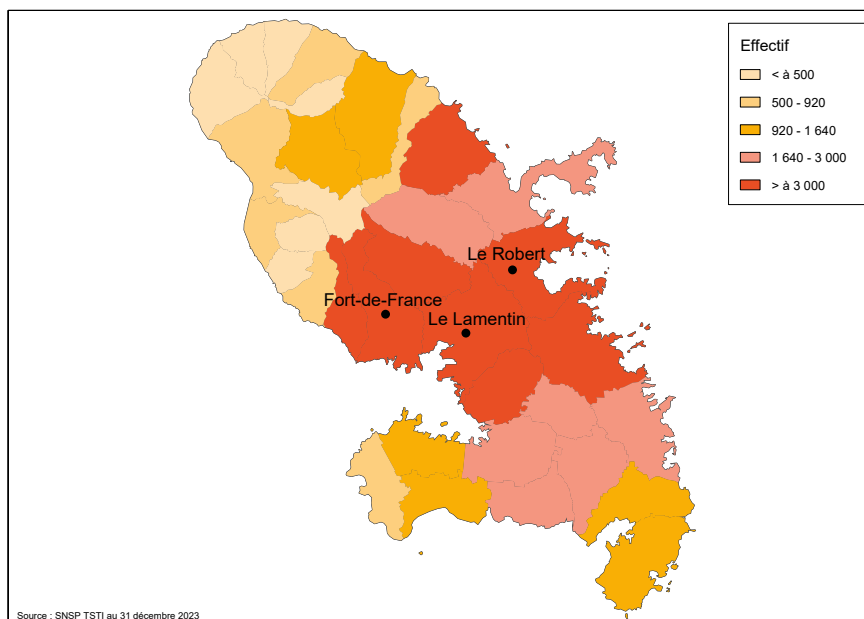 Effectif
< à 500
500 - 920
920 - 1 640
1 640 - 3 000
> à 3 000
Le Robert
Fort-de-France
Le Lamentin
Source : SNSP TSTI au 31 décembre 2023